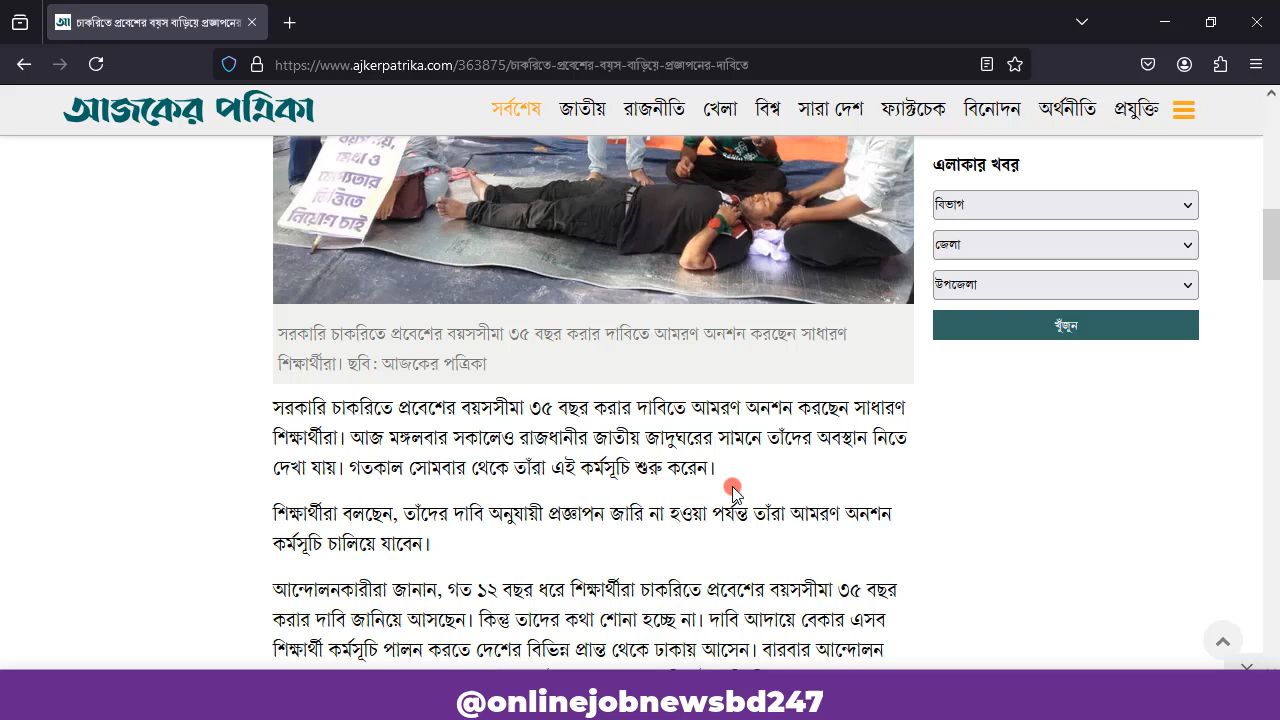 চাকরিতে প্রবেশের বয়স বাড়িয়ে প্রজ্ঞাপনের
https://www.ajkerpatrika.com/363875/চাকরিতে-প্রবেশের-বয়স-বাড়িয়ে-প্রজ্ঞাপনের-দাবিতে
আজকের পত্রিকা
সর্বশেষ জাতীয় রাজনীতি খেলা বিশ্ব সারা দেশ ফ্যাক্টচেক বিনোদন অর্থনীতি প্রযুক্তি
মেধা ও
যোগ্যতার
ভিত্তিতে
নিয়োগ চাই
এলাকার খবর
বিভাগ
জেলা
উপজেলা
খুঁজুন
সরকারি চাকরিতে প্রবেশের বয়সসীমা ৩৫ বছর করার দাবিতে আমরণ অনশন করছেন সাধারণ
শিক্ষার্থীরা। ছবি: আজকের পত্রিকা
সরকারি চাকরিতে প্রবেশের বয়সসীমা ৩৫ বছর করার দাবিতে আমরণ অনশন করছেন সাধারণ
শিক্ষার্থীরা। আজ মঙ্গলবার সকালেও রাজধানীর জাতীয় জাদুঘরের সামনে তাঁদের অবস্থান নিতে
দেখা যায়। গতকাল সোমবার থেকে তাঁরা এই কর্মসূচি শুরু করেন।
শিক্ষার্থীরা বলছেন, তাঁদের দাবি অনুযায়ী প্রজ্ঞাপন জারি না হওয়া পর্যন্ত তাঁরা আমরণ অনশন
কর্মসূচি চালিয়ে যাবেন।
আন্দোলনকারীরা জানান, গত ১২ বছর ধরে শিক্ষার্থীরা চাকরিতে প্রবেশের বয়সসীমা ৩৫ বছর
করার দাবি জানিয়ে আসছেন। কিন্তু তাদের কথা শোনা হচ্ছে না। দাবি আদায়ে বেকার এসব
শিক্ষার্থী কর্মসূচি পালন করতে দেশের বিভিন্ন প্রান্ত থেকে ঢাকায় আসেন। বারবার আন্দোলন
@onlinejobnewsbd247